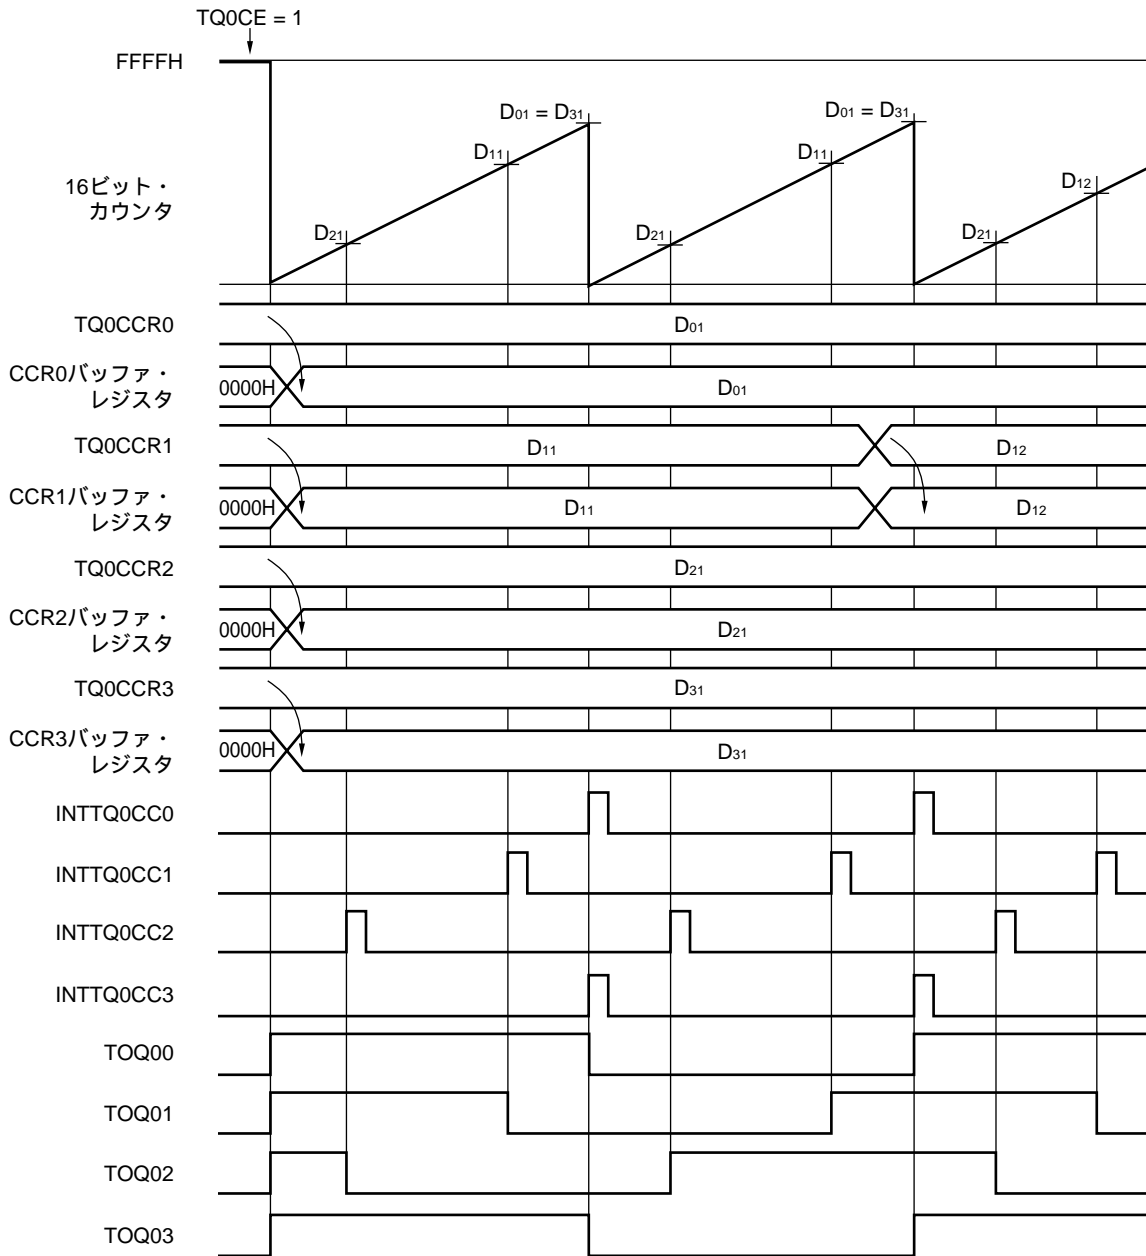 TQ0CE = 1
FFFFH
D01 = D31
D01 = D31
D11
D11
D12
16ビット・
カウンタ
D21
D21
D21
TQ0CCR0
D01
CCR0バッファ・
レジスタ
0000H
D01
TQ0CCR1
D11
D12
CCR1バッファ・
レジスタ
0000H
D11
D12
TQ0CCR2
D21
CCR2バッファ・
レジスタ
0000H
D21
TQ0CCR3
D31
CCR3バッファ・
レジスタ
0000H
D31
INTTQ0CC0
INTTQ0CC1
INTTQ0CC2
INTTQ0CC3
TOQ00
TOQ01
TOQ02
TOQ03